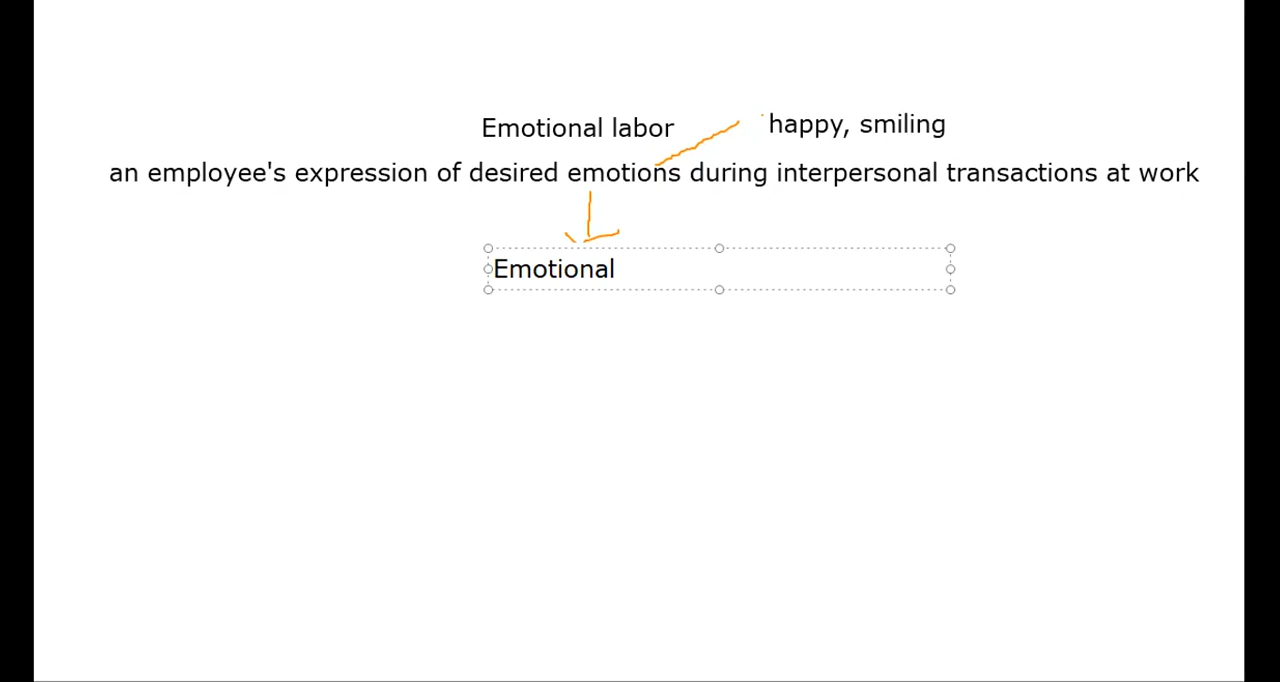 Emotional labor
happy, smiling
an employee's expression of desired emotions during interpersonal transactions at work
Emotional